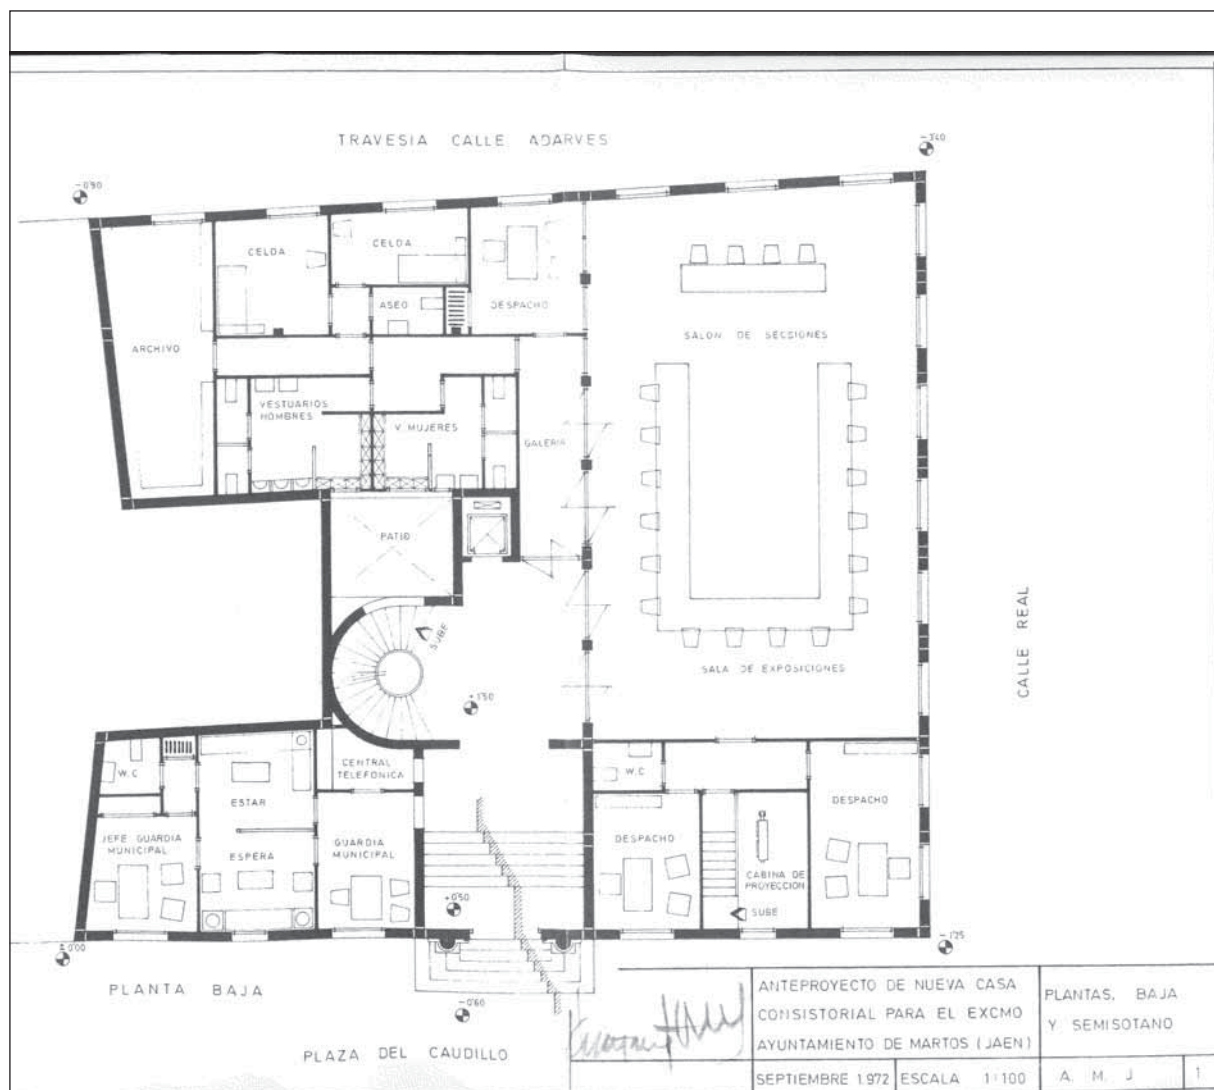 TRAVESIA CALLE ADARVES
-0'90
-1'40
CELDA
CELDA
ASEO
DESPACHO
ARCHIVO
SALON DE SECSIONES
VESTUARIOS
HOMBRES
V. MUJERES
GALERIA
PATIO
SUBE
+1'50
SALA DE EXPOSICIONES
CALLE REAL
W.C
CENTRAL
TELEFONICA
ESTAR
W.C
DESPACHO
JEFE GUARDIA
MUNICIPAL
ESPERA
GUARDIA
MUNICIPAL
DESPACHO
CABINA DE
PROYECCION
SUBE
+0'50
±0'00
-1'25
PLANTA BAJA
-0'60
PLAZA DEL CAUDILLO
ANTEPROYECTO DE NUEVA CASA
CONSISTORIAL PARA EL EXCMO
AYUNTAMIENTO DE MARTOS (JAEN)
PLANTAS, BAJA
Y SEMISOTANO
SEPTIEMBRE 1.972
ESCALA 1:100
A. M. J
1